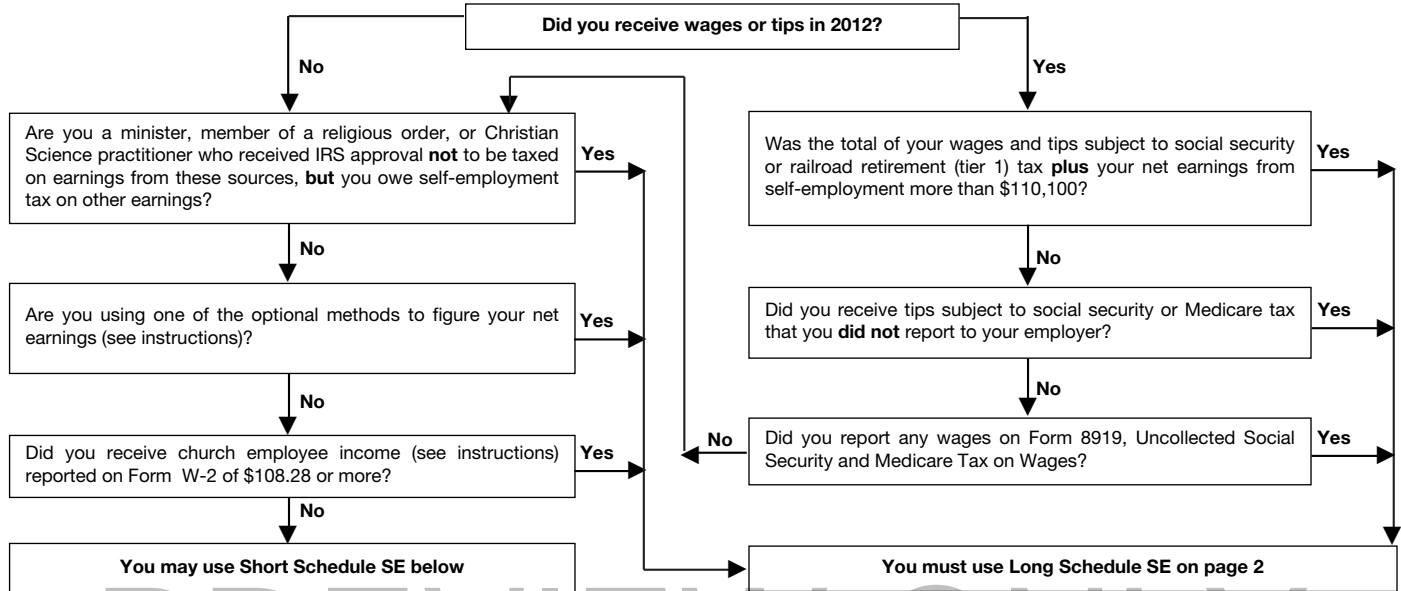 Did you receive wages or tips in 2012?
No
Yes
Are you a minister, member of a religious order, or Christian
Science practitioner who received IRS approval not to be taxed
on earnings from these sources, but you owe self-employment
tax on other earnings?
Yes
Was the total of your wages and tips subject to social security
or railroad retirement (tier 1) tax plus your net earnings from
self-employment more than $110,100?
Yes
No
No
Are you using one of the optional methods to figure your net
earnings (see instructions)?
Yes
Did you receive tips subject to social security or Medicare tax
that you did not report to your employer?
Yes
No
No
Did you receive church employee income (see instructions)
reported on Form W-2 of $108.28 or more?
Yes
No
Did you report any wages on Form 8919, Uncollected Social
Security and Medicare Tax on Wages?
Yes
No
You may use Short Schedule SE below
You must use Long Schedule SE on page 2